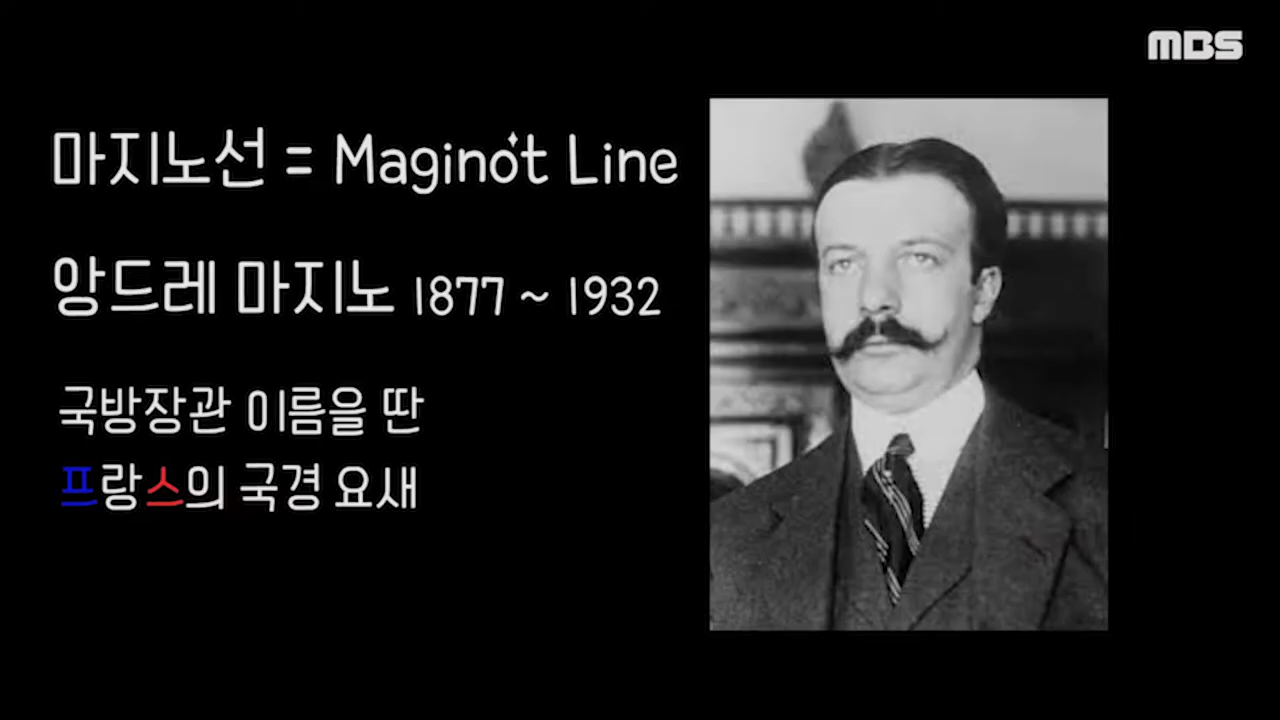 MBS
마지노선 = Maginot Line
앙드레 마지노 1877 ~ 1932
국방장관 이름을 딴
프랑스의 국경 요새